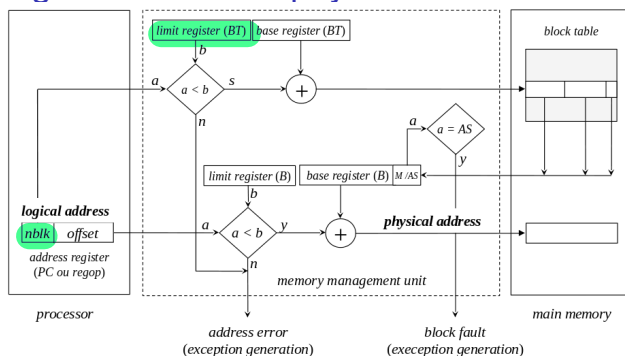 limit register (BT)
base register (BT)
block table
b
a
a < b
s
+
n
a
a = AS
y
limit register (B)
base register (B)
M /AS
b
logical address
nblk
offset
a
a < b
y
+
physical address
address register
(PC ou regop)
n
memory management unit
processor
main memory
address error
(exception generation)
block fault
(exeception generation)